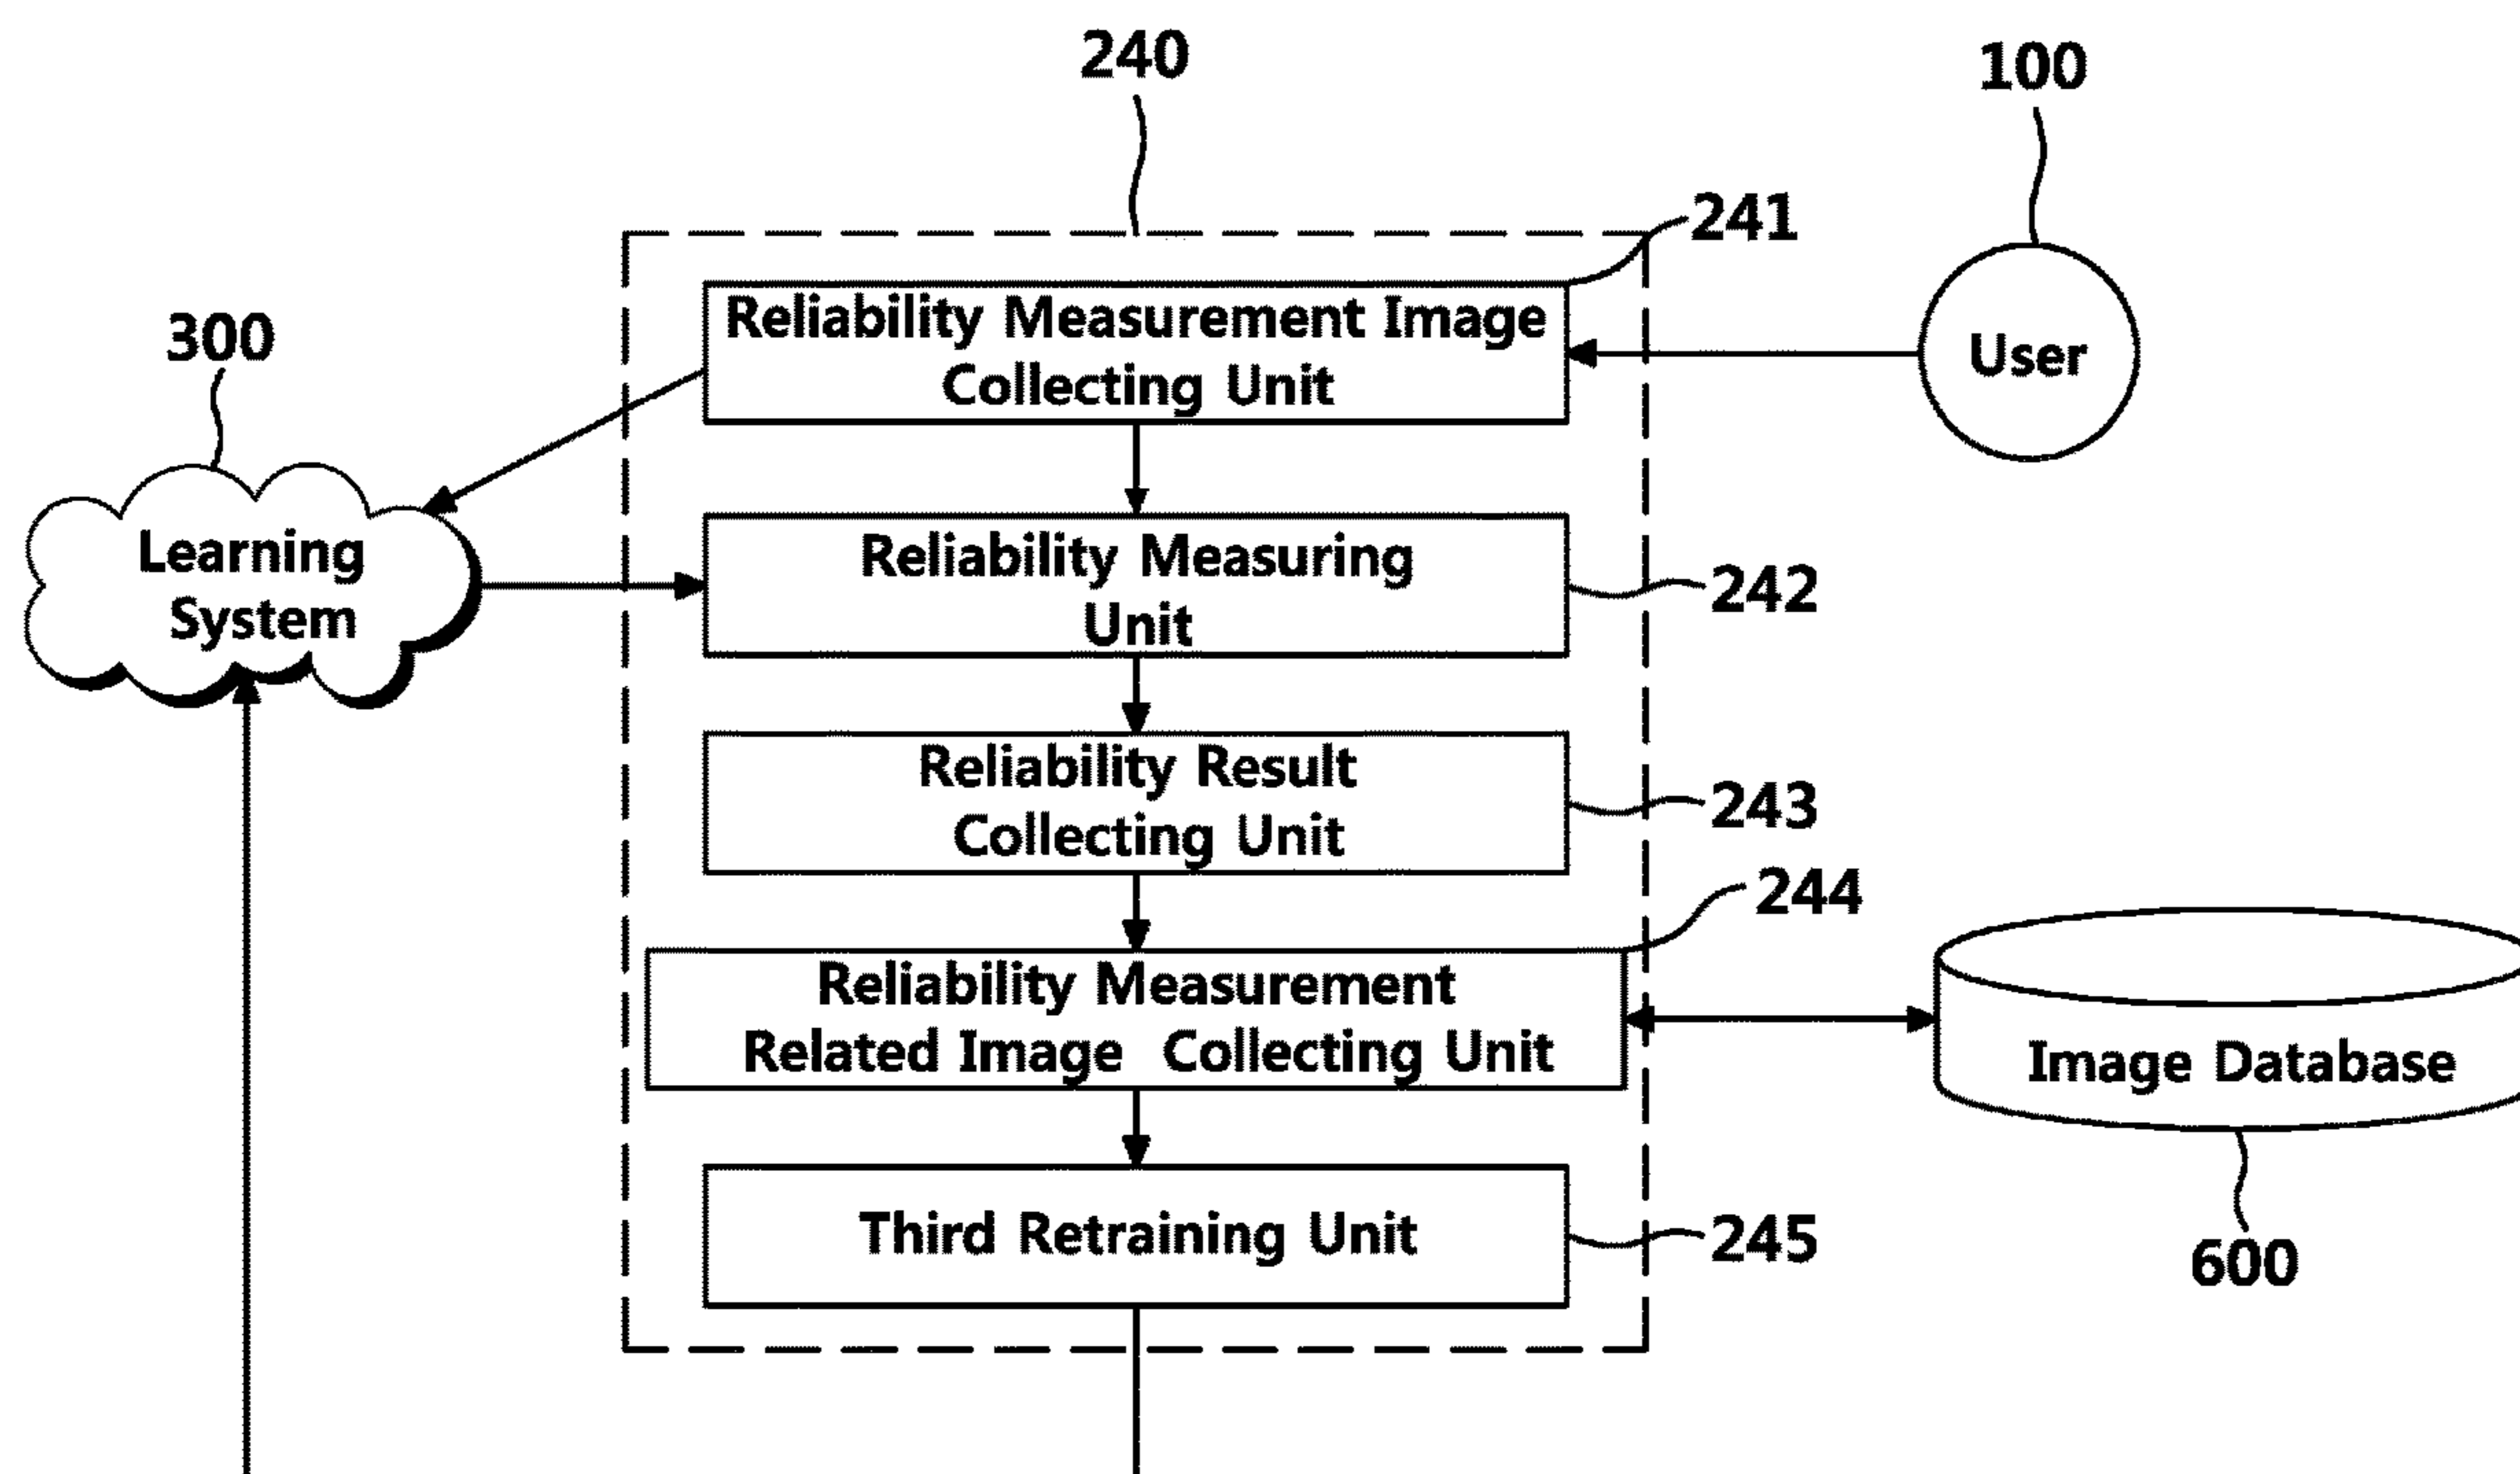 240
100
241
Reliability Measurement Image
Collecting Unit
User
300
Learning
System
Reliability Measuring
Unit
242
Reliability Result
Collecting Unit
243
244
Reliability Measurement
Related Image Collecting Unit
Image Database
Third Retraining Unit
245
600